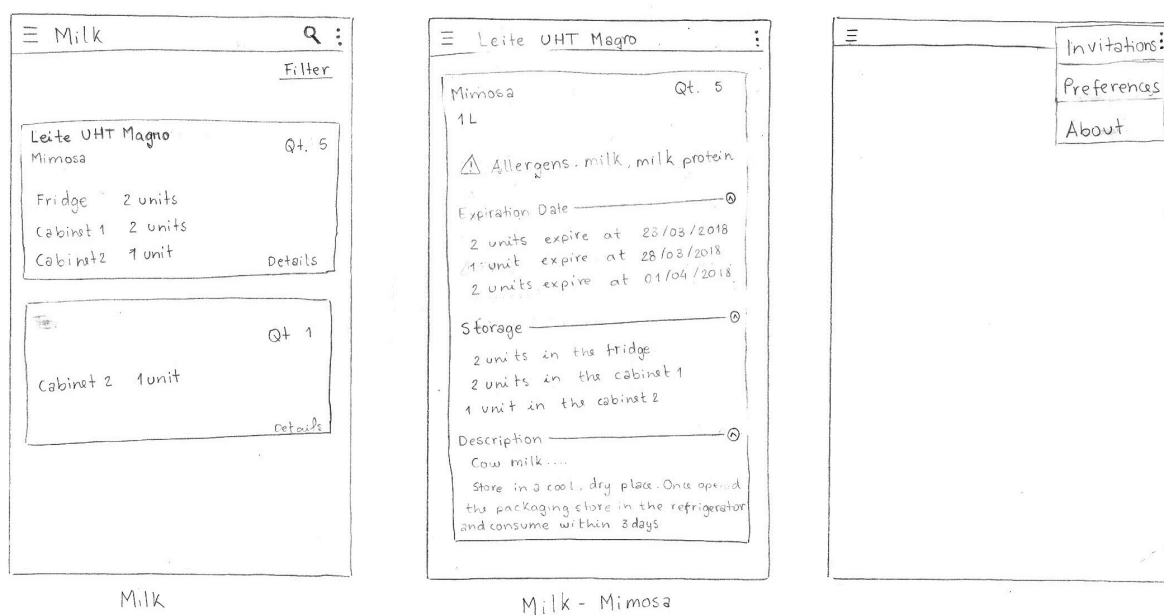 Milk
Filter
Leite UHT Magno
Qt. 5
Mimosa
Fridge 2 units
Cabinet 1 2 units
Cabinet 2 1 unit
Details
Qt 1
Cabinet 2 1 unit
Details
Milk
Leite UHT Magro
Mimosa Qt. 5
1L
Allergens. milk, milk protein
Expiration Date
2 units expire at 23/03/2018
1 unit expire at 28/03/2018
2 units expire at 01/04/2018
Storage
2 units in the fridge
2 units in the cabinet 1
1 unit in the cabinet 2
Description
Cow milk....
Store in a cool, dry place. Once opened
the packaging store in the refrigerator
and consume within 3 days
Milk - Mimosa
Invitations
Preferences
About